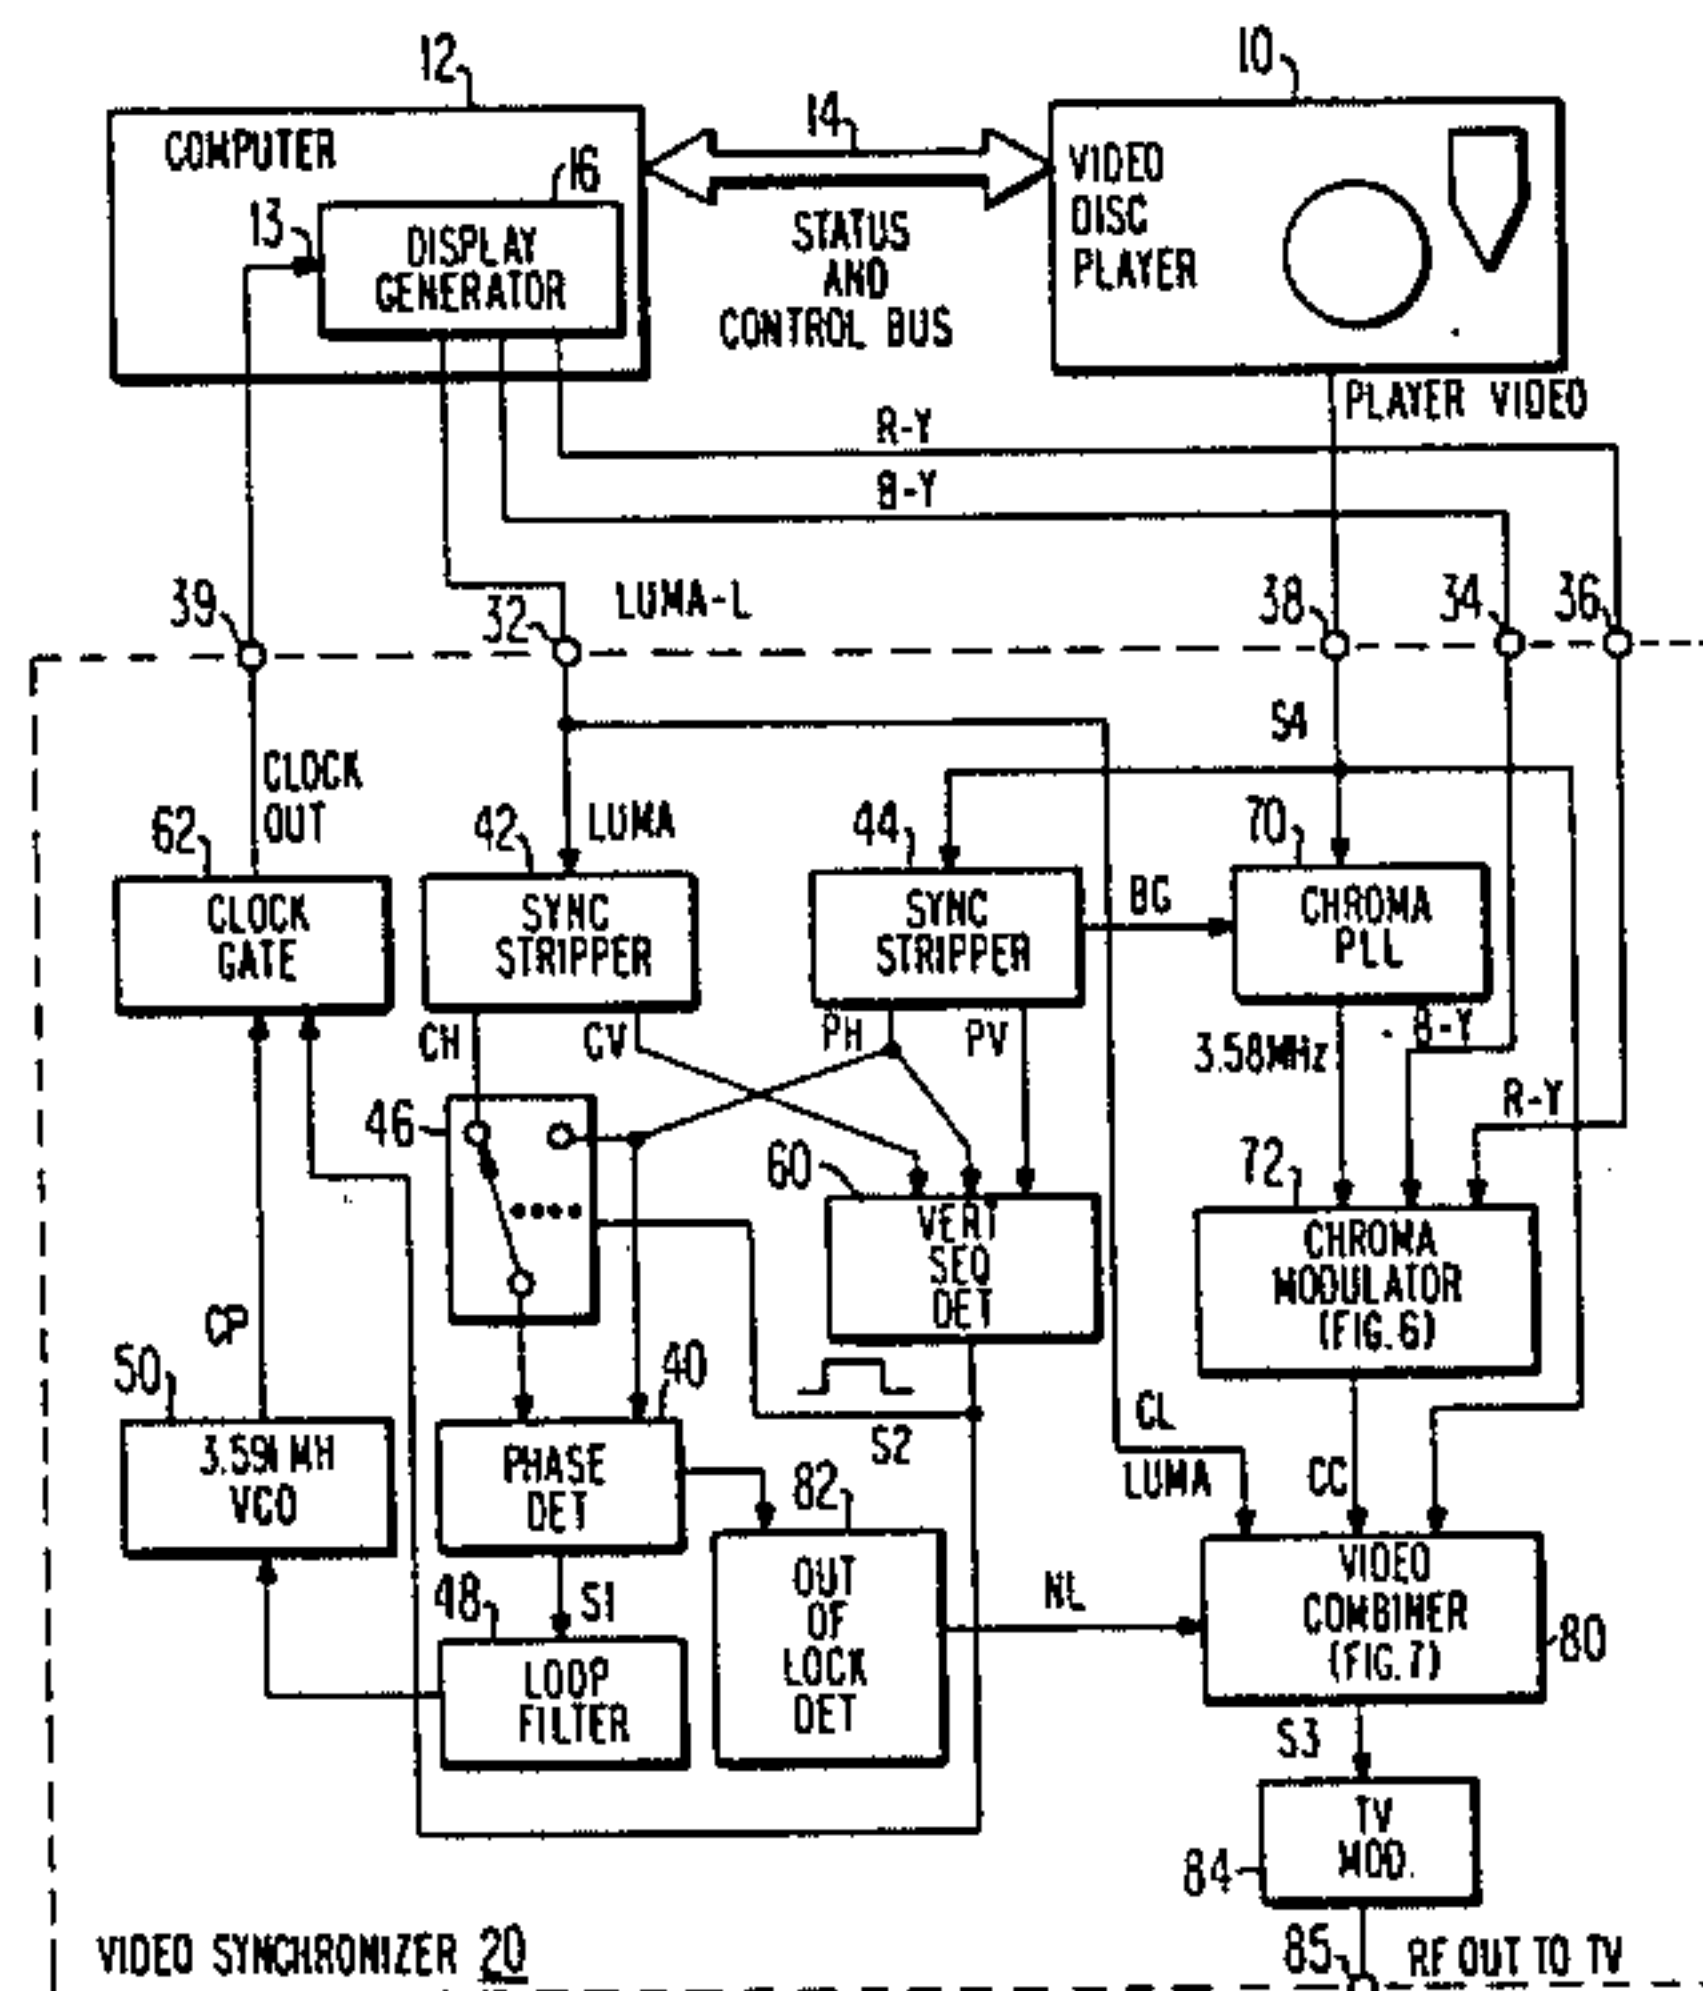 12
10
COMPUTER
14
16
13
DISPLAY
GENERATOR
VIDEO
DISC
PLAYER
STATUS
AND
CONTROL BUS
PLAYER VIDEO
R-Y
B-Y
39
32
LUMA-L
38
34
36
S4
CLOCK
OUT
62
42
LUMA
44
70
CLOCK
GATE
SYNC
STRIPPER
SYNC
STRIPPER
BG
CHROMA
PLL
CH
CV
PH
PV
3.58MHz
B-Y
R-Y
46
60
72
VERT
SEQ
DET
CHROMA
MODULATOR
(FIG.6)
CP
50
40
S2
CL
LUMA
CC
3.59 MH
VCO
PHASE
DET
82
48
S1
OUT
OF
LOCK
DET
NL
VIDEO
COMBINER
(FIG.7)
80
LOOP
FILTER
S3
TV
MOD.
84
VIDEO SYNCHRONIZER 20
85
RF OUT TO TV